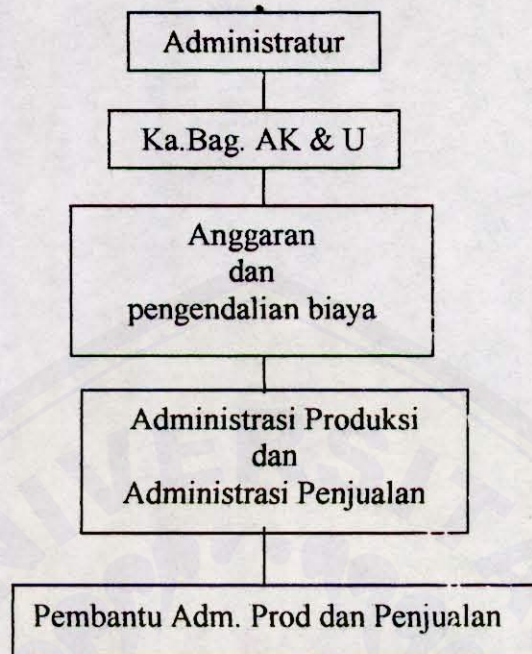 Administratur
Ka.Bag. AK & U
Anggaran
dan
pengendalian biaya
Administrasi Produksi
dan
Administrasi Penjualan
Pembantu Adm. Prod dan Penjualan